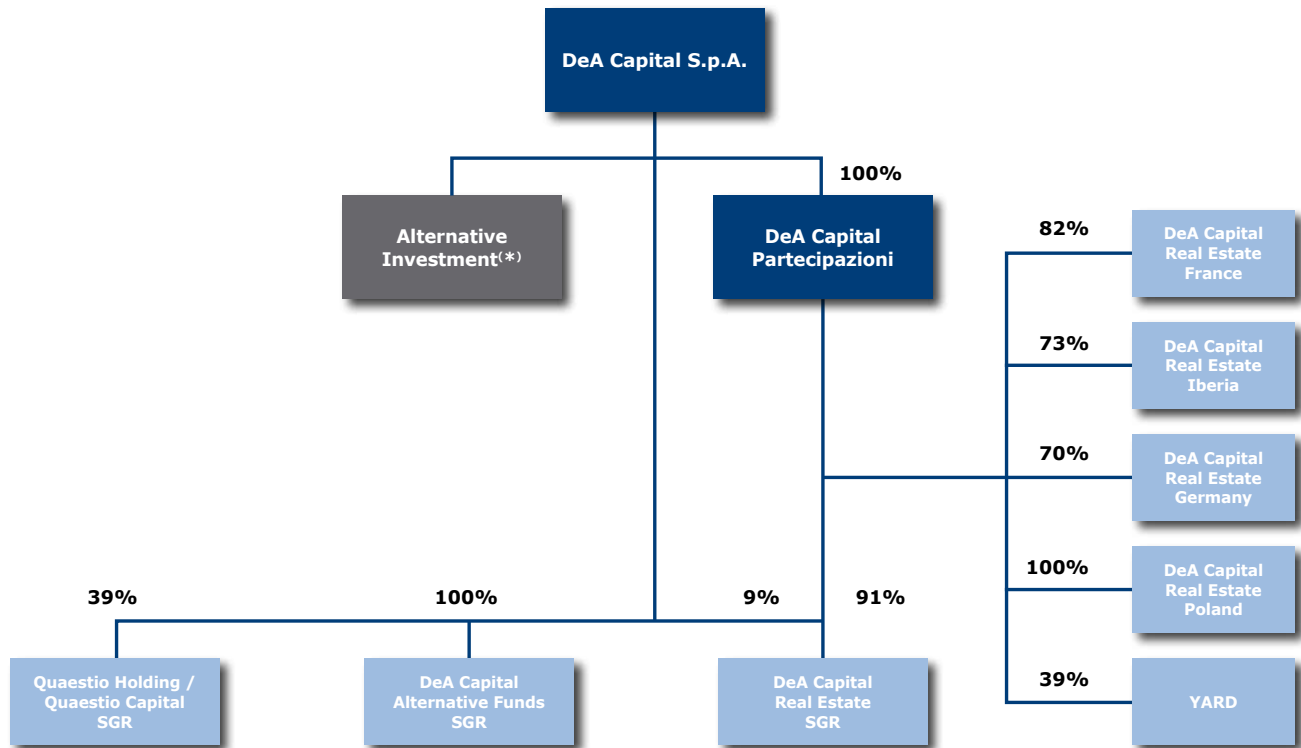 DeA Capital S.p.A.
100%
Alternative
Investment(*)
DeA Capital
Partecipazioni
82%
DeA Capital
Real Estate
France
73%
DeA Capital
Real Estate
Iberia
70%
DeA Capital
Real Estate
Germany
100%
DeA Capital
Real Estate
Poland
39%
YARD
39%
100%
9%
91%
Quaestio Holding /
Quaestio Capital
SGR
DeA Capital
Alternative Funds
SGR
DeA Capital
Real Estate
SGR